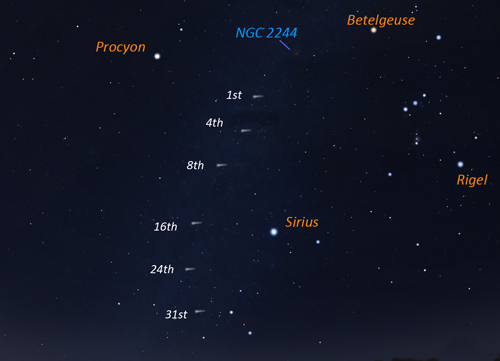 Betelgeuse
NGC 2244
Procyon
1st
4th
8th
Rigel
Sirius
16th
24th
31st